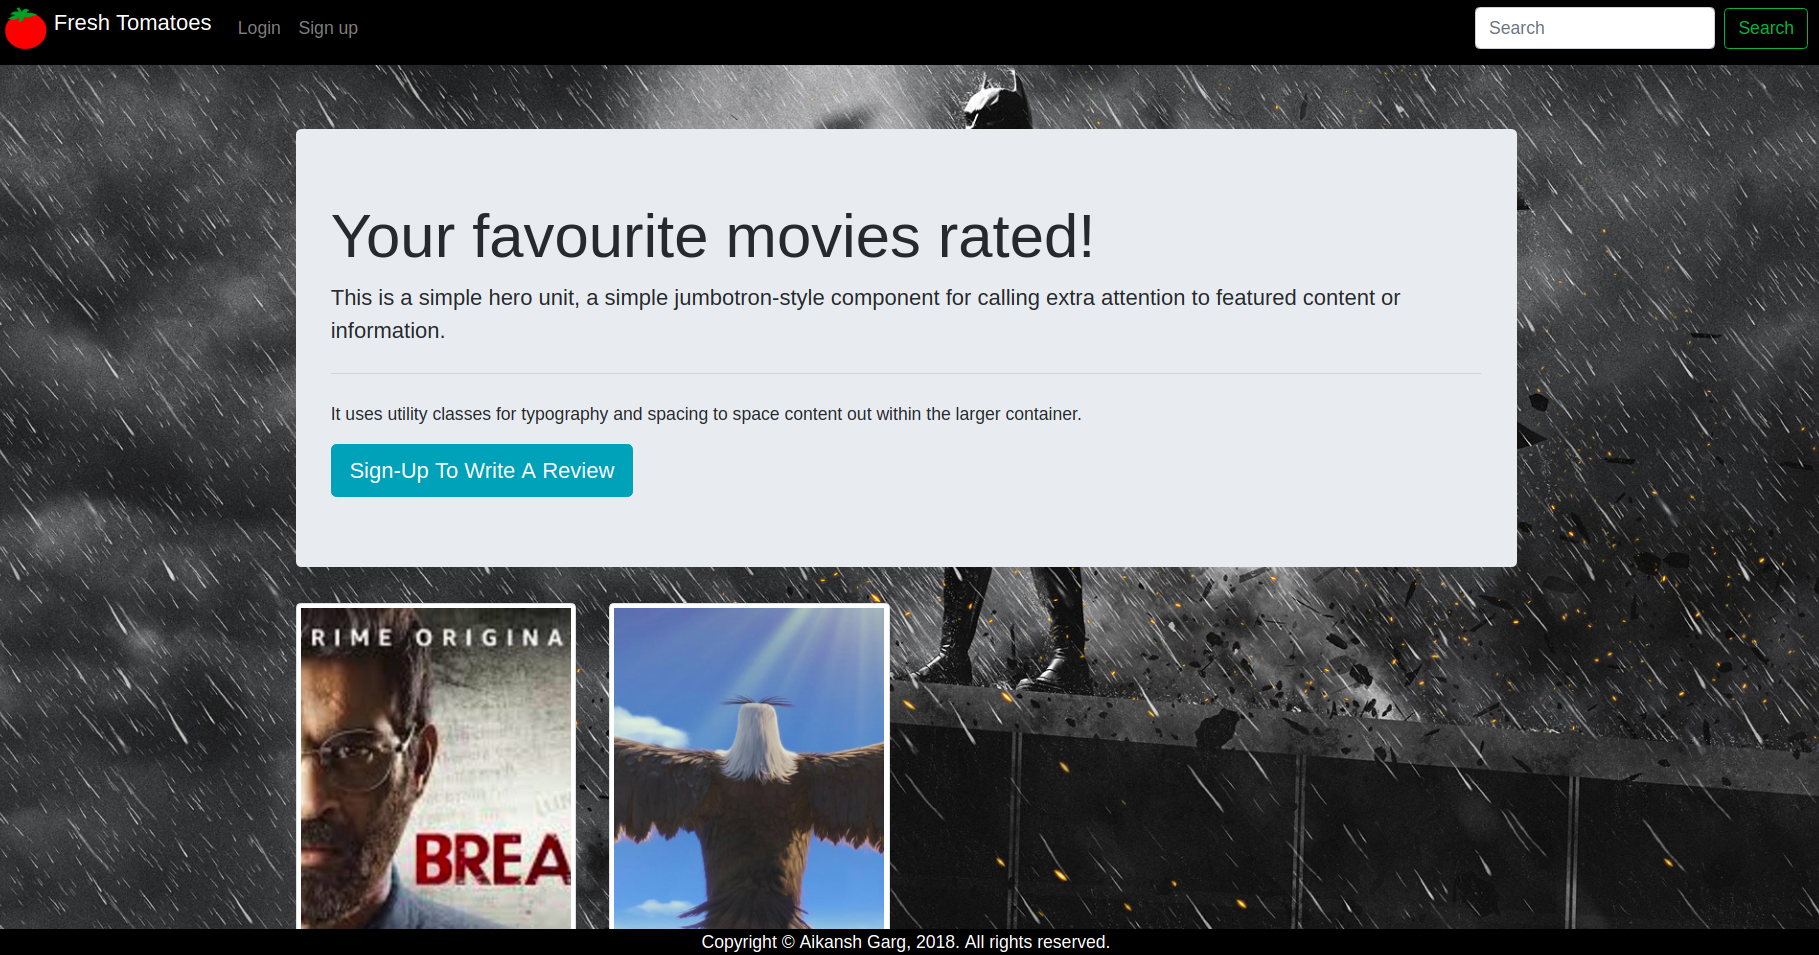 Fresh Tomatoes
Login
Sign up
Search
Search
Your favourite movies rated!
This is a simple hero unit, a simple jumbotron-style component for calling extra attention to featured content or
information.
It uses utility classes for typography and spacing to space content out within the larger container.
Sign-Up To Write A Review
RIME ORIGINA
BREA
Copyright © Aikansh Garg, 2018. All rights reserved.